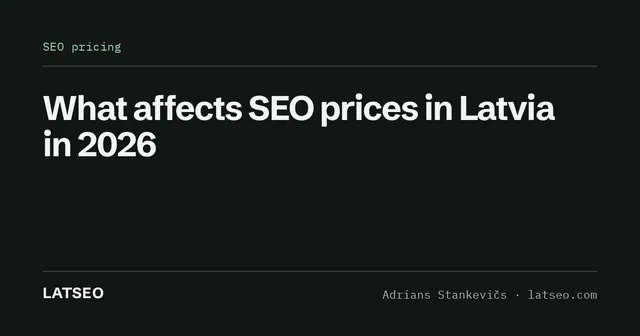 SEO pricing
What affects SEO prices in Latvia
in 2026
LATSEO
Adrians Stankevičs · latseo.com